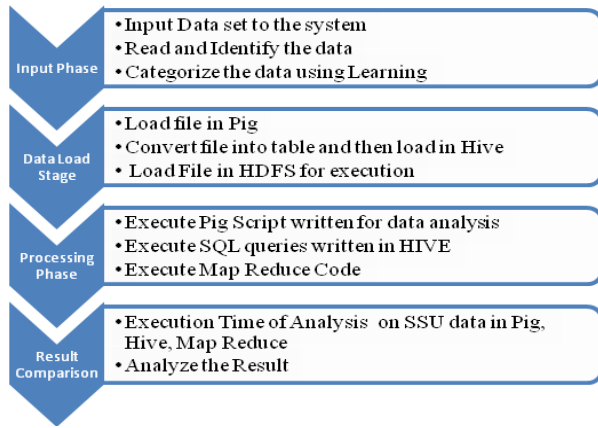 Input Phase
•Input Data set to the system
•Read and Identify the data
•Categorize the data using Learning
Data Load
Stage
•Load file in Pig
•Convert file into table and then load in Hive
• Load File in HDFS for execution
Processing
Phase
•Execute Pig Script written for data analysis
•Execute SQL queries written in HIVE
•Execute Map Reduce Code
Result
Comparison
•Execution Time of Analysis on SSU data in Pig,
Hive, Map Reduce
•Analyze the Result